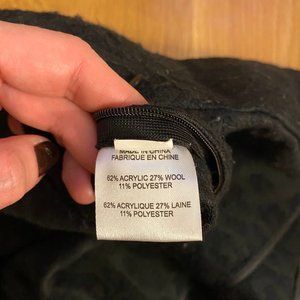 MADE IN CHINA
FABRIQUE EN CHINE
62% ACRYLIC 27% WOOL
11% POLYESTER
62% ACRYLIQUE 27% LAINE
11% POLYESTER